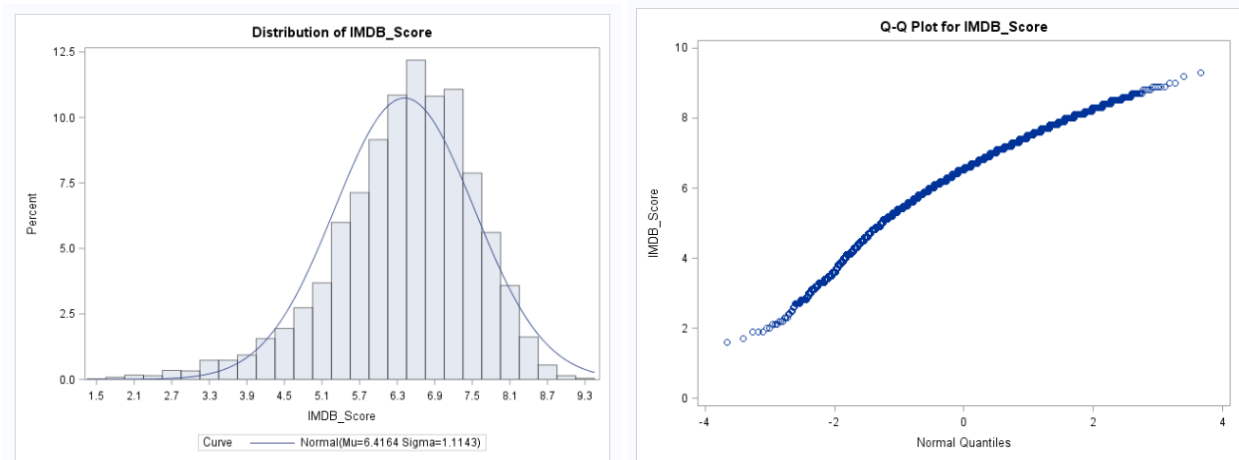 Distribution of IMDB_Score
12.5
10.0
7.5
5.0
2.5
0.0
Percent
1.5 2.1 2.7 3.3 3.9 4.5 5.1 5.7 6.3 6.9 7.5 8.1 8.7 9.3
IMDB_Score
Curve Normal(Mu=6.4164 Sigma=1.1143)
Q-Q Plot for IMDB_Score
10
8
6
4
2
0
IMDB_Score
-4 -2 0 2 4
Normal Quantiles